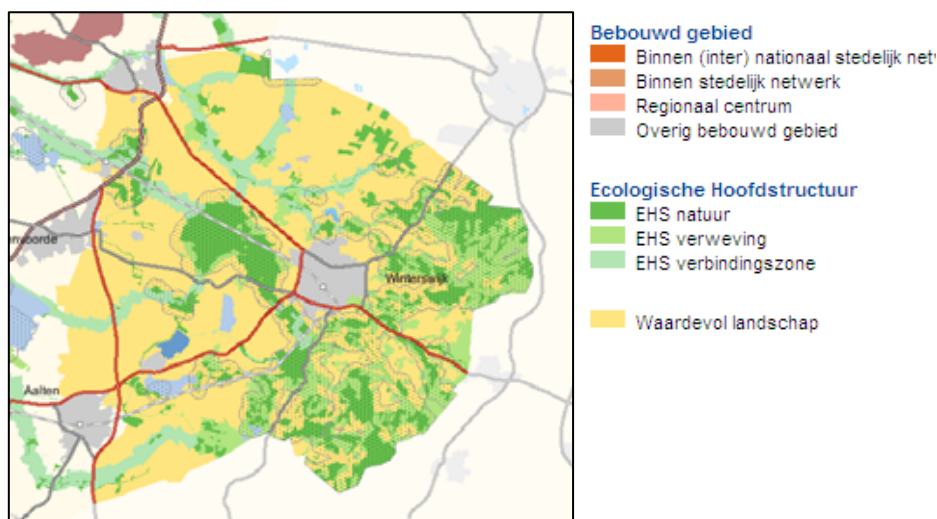 Bebouwd gebied
Binnen (inter) nationaal stedelijk
Binnen stedelijk netwerk
Regionaal centrum
Overig bebouwd gebied
Ecologische Hoofdstructuur
EHS natuur
EHS verweving
EHS verbindingszone
Waardevol landschap
Winterswijk
Aalten